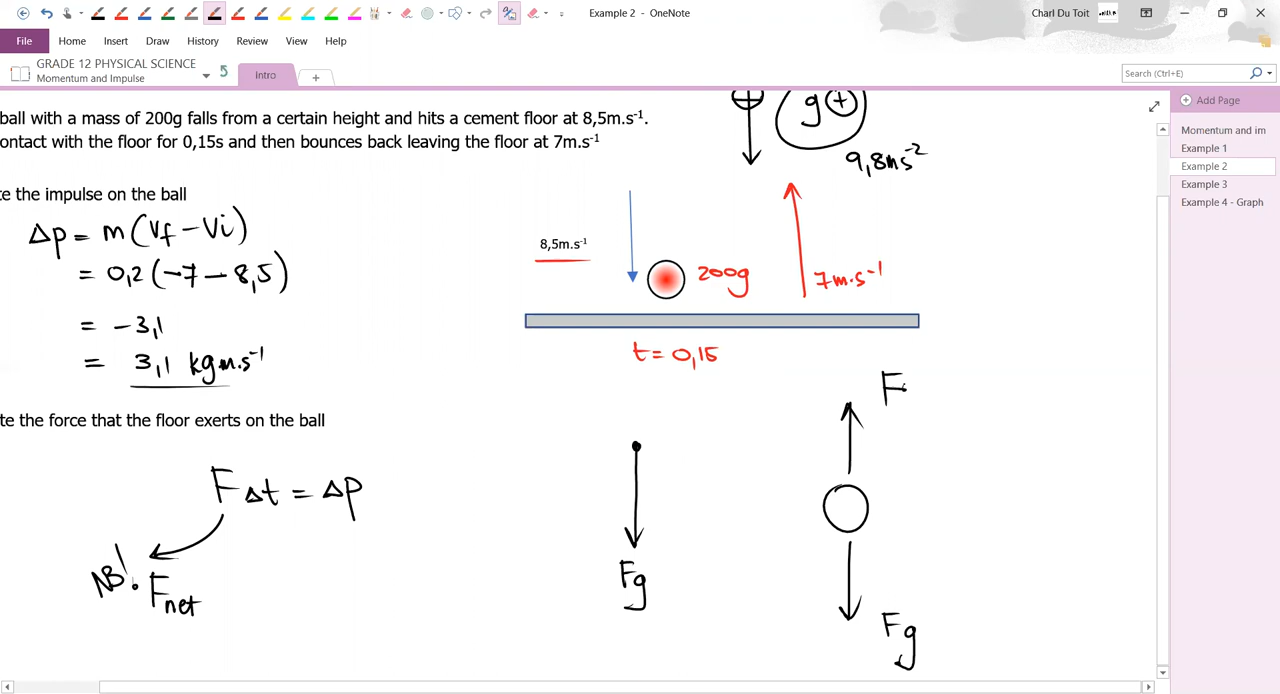 Example 2 - OneNote
Charl Du Toit
File Home Insert Draw History Review View Help
GRADE 12 PHYSICAL SCIENCE
Momentum and Impulse
Intro
Search (Ctrl+E)
Add Page
Momentum and im
Example 1
Example 2
Example 3
Example 4 - Graph
ball with a mass of 200g falls from a certain height and hits a cement floor at 8,5m.s⁻¹.
ontact with the floor for 0,15s and then bounces back leaving the floor at 7m.s⁻¹
g +
9,8ms⁻²
te the impulse on the ball
Δp = m(Vf - Vi)
= 0,2(-7 - 8,5)
= -3,1
= 3,1 kgm.s⁻¹
8,5m.s⁻¹
200g
7m.s⁻¹
t = 0,15
te the force that the floor exerts on the ball
FΔt = Δp
NB! Fnet
Fg
F
Fg